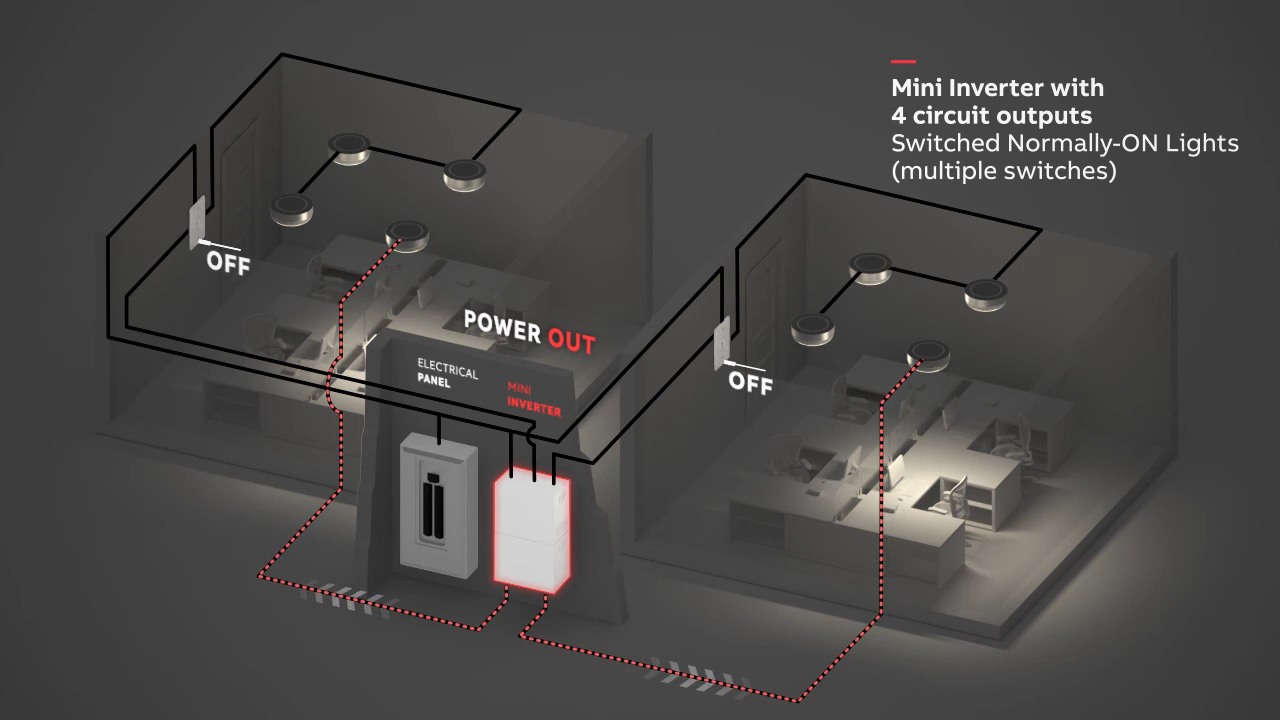 Mini Inverter with
4 circuit outputs
Switched Normally-ON Lights
(multiple switches)
OFF
POWER OUT
ELECTRICAL
PANEL
MINI
INVERTER
OFF